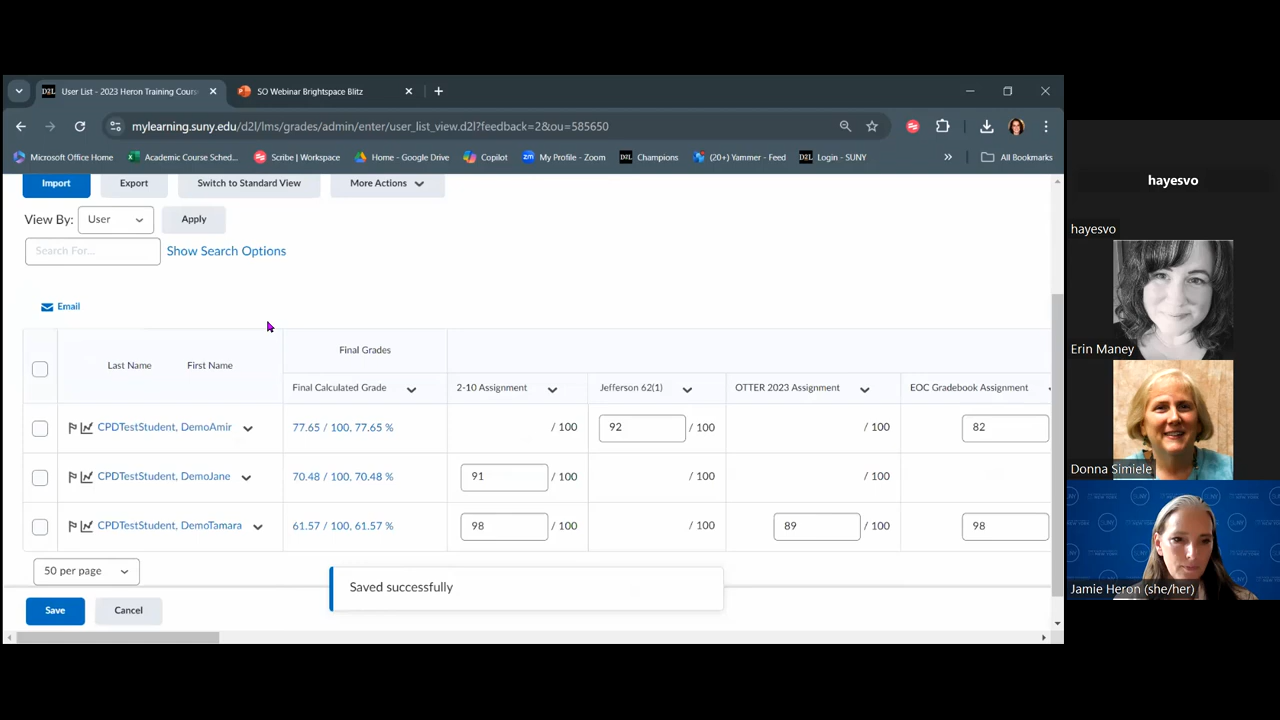 D2L User List - 2023 Heron Training Cours
SO Webinar Brightspace Blitz
mylearning.suny.edu/d2l/lms/grades/admin/enter/user_list_view.d2l?feedback=2&ou=585650
Microsoft Office Home
Academic Course Sched...
Scribe | Workspace
Home - Google Drive
Copilot
My Profile - Zoom
D2L Champions
(20+) Yammer - Feed
D2L Login - SUNY
All Bookmarks
Import
Export
Switch to Standard View
More Actions
View By: User
Apply
Search For...
Show Search Options
Email
Last Name First Name
Final Grades
Final Calculated Grade
2-10 Assignment
Jefferson 62(1)
OTTER 2023 Assignment
EOC Gradebook Assignment
CPDTestStudent, DemoAmir 77.65 / 100, 77.65 % / 100 92 / 100 / 100 82
CPDTestStudent, DemoJane 70.48 / 100, 70.48 % 91 / 100 / 100 / 100
CPDTestStudent, DemoTamara 61.57 / 100, 61.57 % 98 / 100 / 100 89 / 100 98
50 per page
Saved successfully
Save
Cancel
hayesvo
hayesvo
Erin Maney
Donna Simiele
Jamie Heron (she/her)